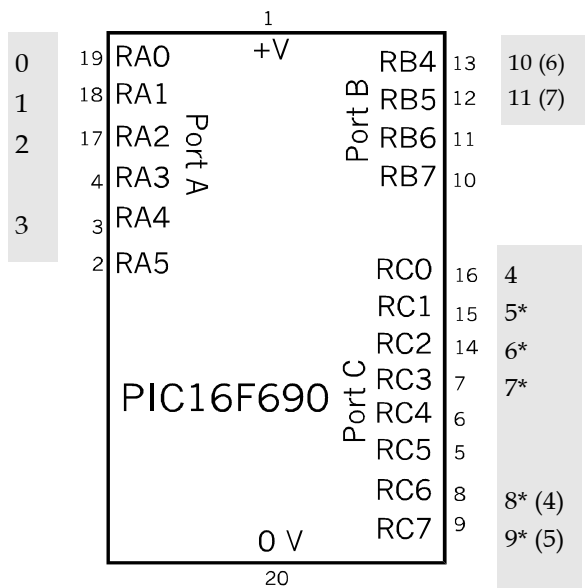 1
+V
0 19 RA0
1 18 RA1
2 17 RA2
4 RA3
3 3 RA4
2 RA5
Port A
RB4 13 10 (6)
RB5 12 11 (7)
RB6 11
RB7 10
Port B
RC0 16 4
RC1 15 5*
RC2 14 6*
RC3 7 7*
RC4 6
RC5 5
RC6 8 8* (4)
RC7 9 9* (5)
Port C
PIC16F690
0 V
20